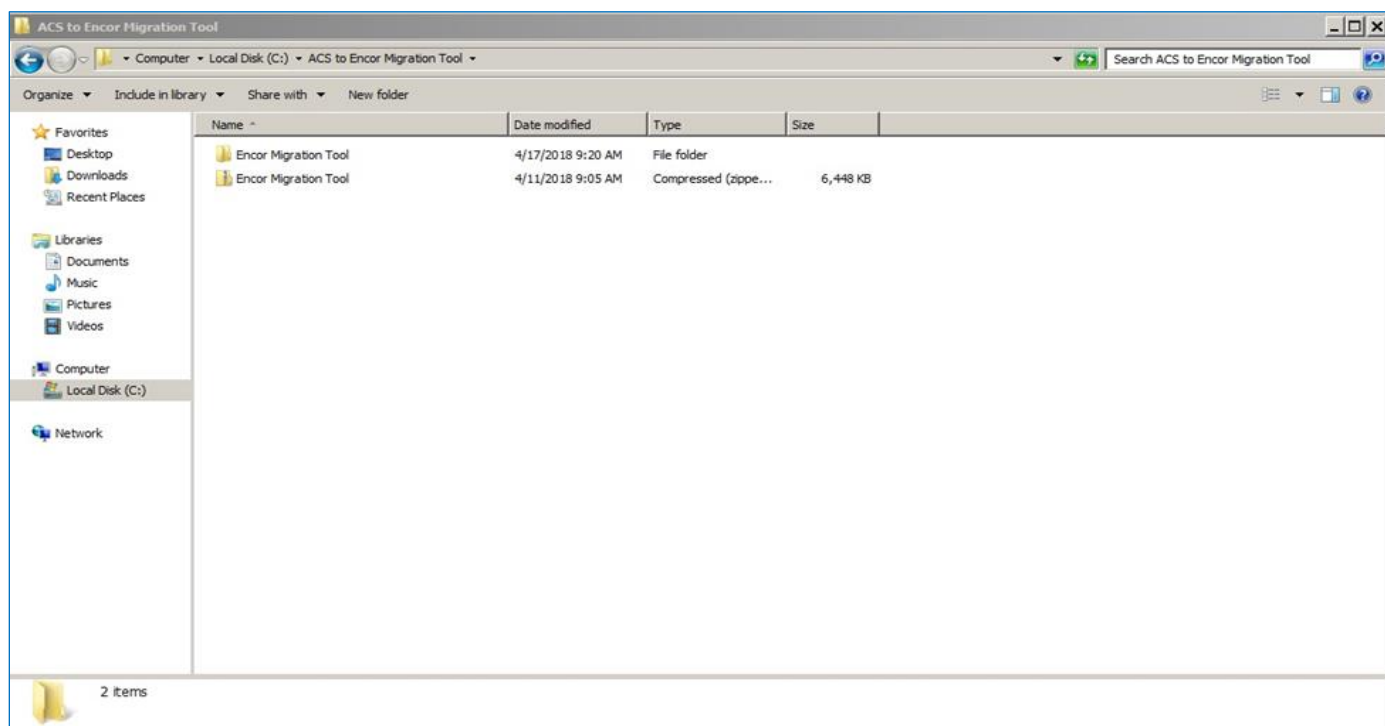 ACS to Encor Migration Tool
Computer Local Disk (C:) ACS to Encor Migration Tool Search ACS to Encor Migration Tool
Organize Include in library Share with New folder
Favorites
Desktop
Downloads
Recent Places
Libraries
Documents
Music
Pictures
Videos
Computer
Local Disk (C:)
Network
Name Date modified Type Size
Encor Migration Tool 4/17/2018 9:20 AM File folder
Encor Migration Tool 4/11/2018 9:05 AM Compressed (zippe... 6,448 KB
2 items